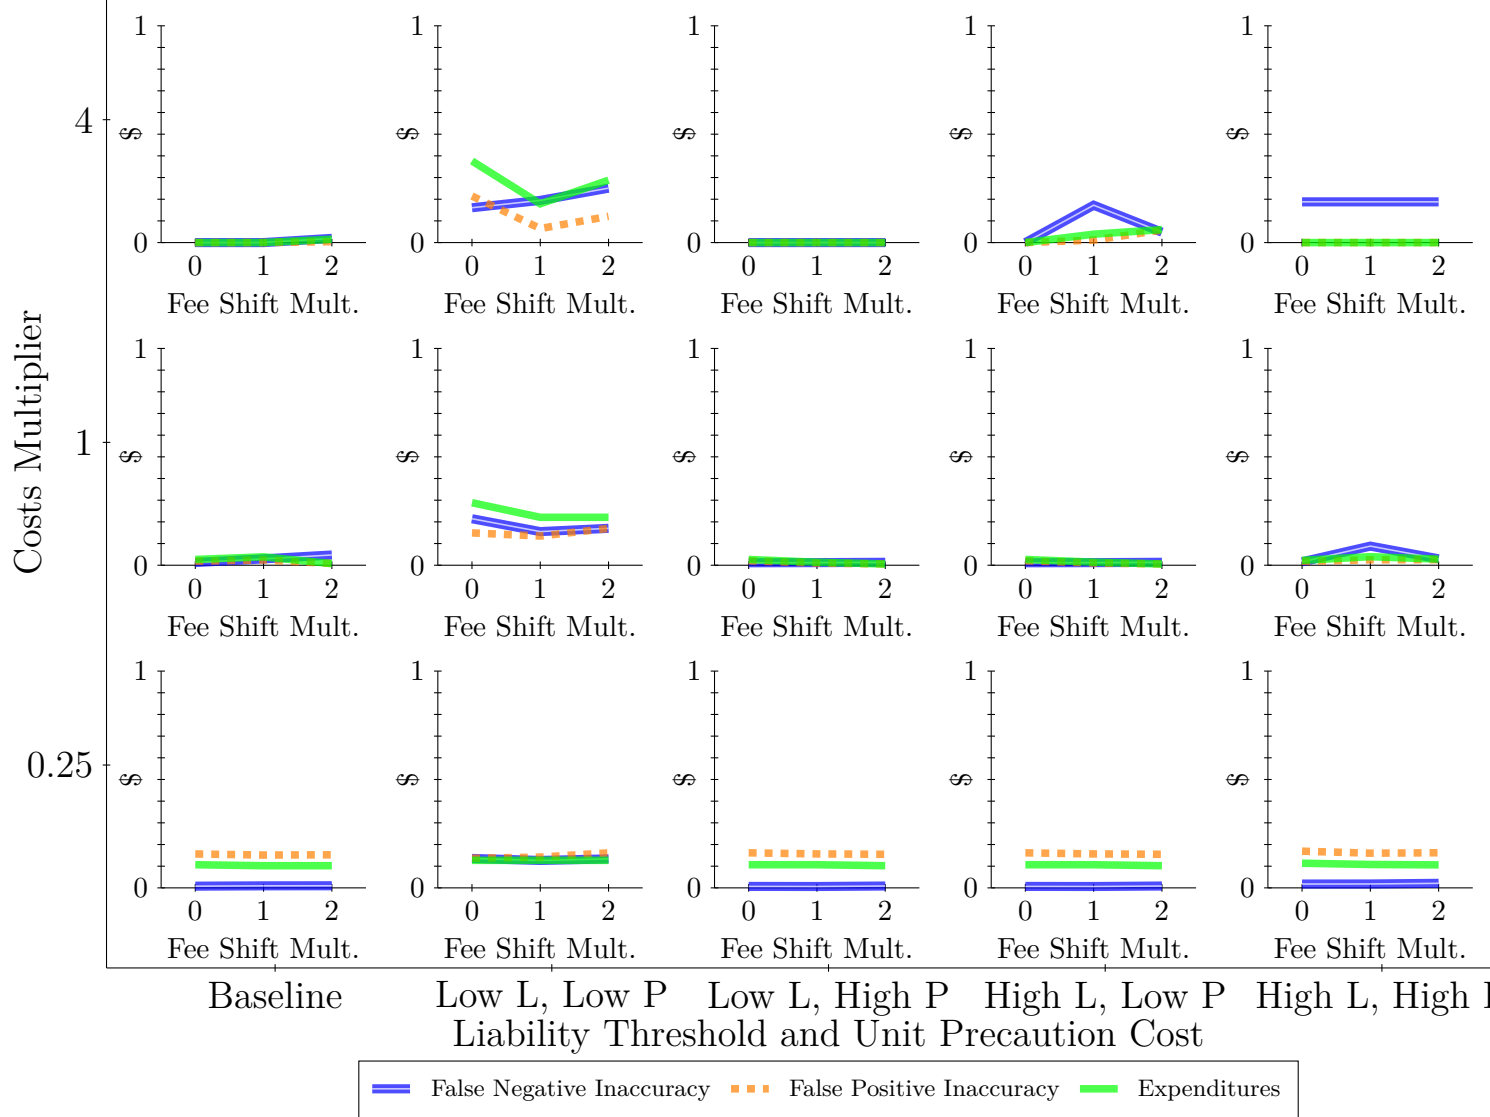 Costs Multiplier
4
1 $ 0 0 1 2 Fee Shift Mult.
1 $ 0 0 1 2 Fee Shift Mult.
1 $ 0 0 1 2 Fee Shift Mult.
1 $ 0 0 1 2 Fee Shift Mult.
1 $ 0 0 1 2 Fee Shift Mult.
1
1 $ 0 0 1 2 Fee Shift Mult.
1 $ 0 0 1 2 Fee Shift Mult.
1 $ 0 0 1 2 Fee Shift Mult.
1 $ 0 0 1 2 Fee Shift Mult.
1 $ 0 0 1 2 Fee Shift Mult.
0.25
1 $ 0 0 1 2 Fee Shift Mult.
1 $ 0 0 1 2 Fee Shift Mult.
1 $ 0 0 1 2 Fee Shift Mult.
1 $ 0 0 1 2 Fee Shift Mult.
1 $ 0 0 1 2 Fee Shift Mult.
Baseline Low L, Low P Low L, High P High L, Low P High L, High
Liability Threshold and Unit Precaution Cost
False Negative Inaccuracy False Positive Inaccuracy Expenditures